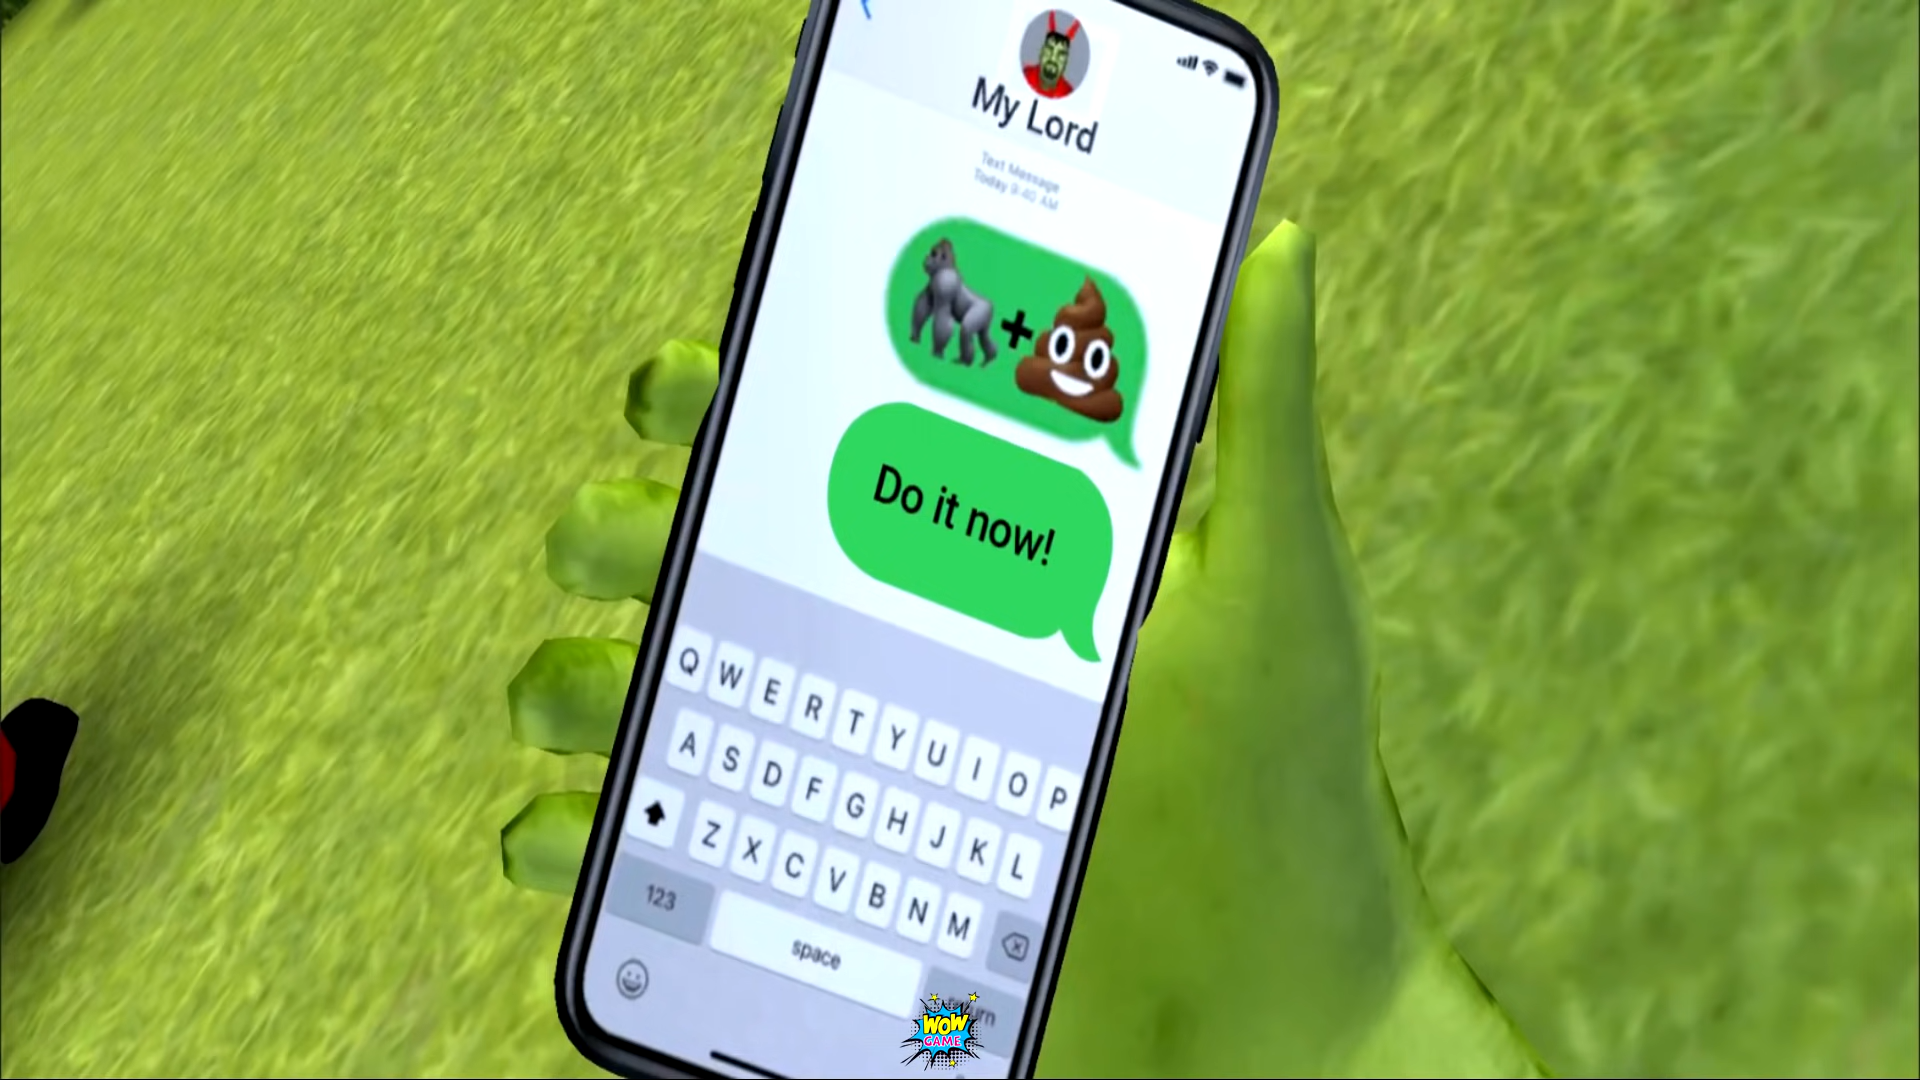 My Lord
Text Message
Today 9:40 AM
+
Do it now!
Q W E R T Y U I O P
A S D F G H J K L
Z X C V B N M
123
space
WOW
GAME